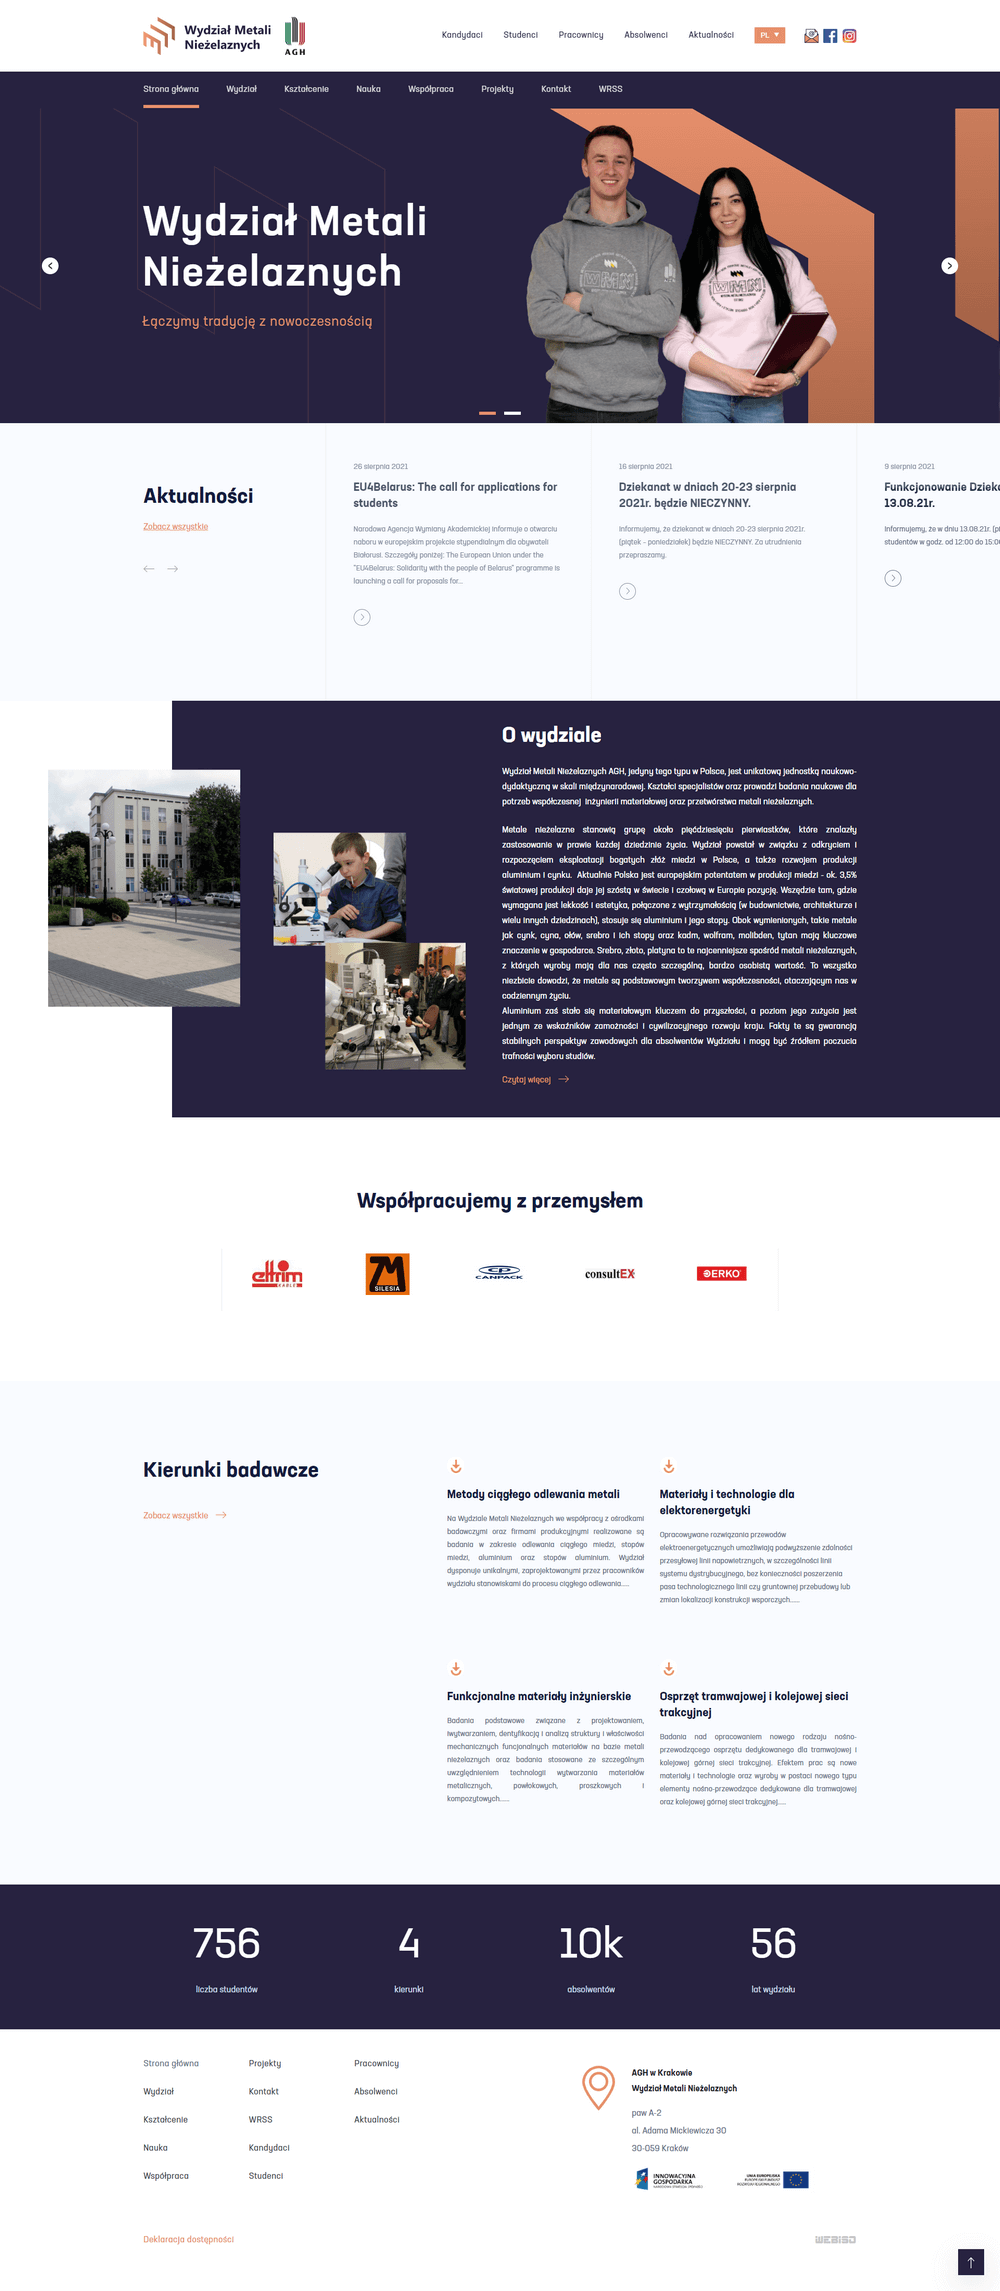 Wydział Metali
Nieżelaznych
AGH
Kandydaci
Studenci
Pracownicy
Absolwenci
Aktualności
PL
Strona główna
Wydział
Kształcenie
Nauka
Współpraca
Projekty
Kontakt
WRSS
Wydział Metali
Nieżelaznych
Łączymy tradycję z nowoczesnością
Aktualności
Zobacz wszystkie
26 sierpnia 2021
EU4Belarus: The call for applications for
students
Narodowa Agencja Wymiany Akademickiej informuje o otwarciu
naboru w europejskim projekcie stypendialnym dla obywateli
Białorusi. Szczegóły poniżej: The European Union under the
"EU4Belarus: Solidarity with the people of Belarus" programme is
launching a call for proposals for...
16 sierpnia 2021
Dziekanat w dniach 20-23 sierpnia
2021r. będzie NIECZYNNY.
Informujemy, że dziekanat w dniach 20-23 sierpnia 2021r.
(piątek - poniedziałek) będzie NIECZYNNY. Za utrudnienia
przepraszamy.
9 sierpnia 2021
Funkcjonowanie Dzieka
13.08.21r.
Informujemy, że w dniu 13.08.21r. (pi
studentów w godz. od 12:00 do 15:0
O wydziale
Wydział Metali Nieżelaznych AGH, jedyny tego typu w Polsce, jest unikatową jednostką naukowo-
dydaktyczną w skali międzynarodowej. Kształci specjalistów oraz prowadzi badania naukowe dla
potrzeb współczesnej inżynierii materiałowej oraz przetwórstwa metali nieżelaznych.
Metale nieżelazne stanowią grupę około pięćdziesięciu pierwiastków, które znalazły
zastosowanie w prawie każdej dziedzinie życia. Wydział powstał w związku z odkryciem i
rozpoczęciem eksploatacji bogatych złóż miedzi w Polsce, a także rozwojem produkcji
aluminium i cynku. Aktualnie Polska jest europejskim potentatem w produkcji miedzi - ok. 3,5%
światowej produkcji daje jej szóstą w świecie i czołową w Europie pozycję. Wszędzie tam, gdzie
wymagana jest lekkość i estetyka, połączone z wytrzymałością (w budownictwie, architekturze i
wielu innych dziedzinach), stosuje się aluminium i jego stopy. Obok wymienionych, takie metale
jak cynk, cyna, ołów, srebro i ich stopy oraz kadm, wolfram, molibden, tytan mają kluczowe
znaczenie w gospodarce. Srebro, złoto, platyna to te najcenniejsze spośród metali nieżelaznych,
z których wyroby mają dla nas często szczególną, bardzo osobistą wartość. To wszystko
niezbicie dowodzi, że metale są podstawowym tworzywem współczesności, otaczającym nas w
codziennym życiu.
Aluminium zaś stało się materiałowym kluczem do przyszłości, a poziom jego zużycia jest
jednym ze wskaźników zamożności i cywilizacyjnego rozwoju kraju. Fakty te są gwarancją
stabilnych perspektyw zawodowych dla absolwentów Wydziału i mogą być źródłem poczucia
trafności wyboru studiów.
Czytaj więcej
Współpracujemy z przemysłem
eltrim
KABLE
ZM
SILESIA
CP
CANPACK
consultEX
ERKO
Kierunki badawcze
Zobacz wszystkie
Metody ciągłego odlewania metali
Na Wydziale Metali Nieżelaznych we współpracy z ośrodkami
badawczymi oraz firmami produkcyjnymi realizowane są
badania w zakresie odlewania ciągłego miedzi, stopów
miedzi, aluminium oraz stopów aluminium. Wydział
dysponuje unikalnymi, zaprojektowanymi przez pracowników
wydziału stanowiskami do procesu ciągłego odlewania.....
Materiały i technologie dla
elektorenergetyki
Opracowywane rozwiązania przewodów
elektroenergetycznych umożliwiają podwyższenie zdolności
przesyłowej linii napowietrznych, w szczególności linii
systemu dystrybucyjnego, bez konieczności poszerzenia
pasa technologicznego linii czy gruntownej przebudowy lub
zmian lokalizacji konstrukcji wsporczych......
Funkcjonalne materiały inżynierskie
Badania podstawowe związane z projektowaniem,
iwytwarzaniem, dentyfikacją i analizą struktury i właściwości
mechanicznych funcjonalnych materiałów na bazie metali
nieżelaznych oraz badania stosowane ze szczególnym
uwzględnieniem technologii wytwarzania materiałów
metalicznych, powłokowych, proszkowych i
kompozytowych......
Osprzęt tramwajowej i kolejowej sieci
trakcyjnej
Badania nad opracowaniem nowego rodzaju nośno-
przewodzącego osprzętu dedykowanego dla tramwajowej i
kolejowej górnej sieci trakcyjnej. Efektem prac są nowe
materiały i technologie oraz wyroby w postaci nowego typu
elementy nośno-przewodzące dedykowane dla tramwajowej
oraz kolejowej górnej sieci trakcyjnej.....
756
liczba studentów
4
kierunki
10k
absolwentów
56
lat wydziału
Strona główna
Wydział
Kształcenie
Nauka
Współpraca
Projekty
Kontakt
WRSS
Kandydaci
Studenci
Pracownicy
Absolwenci
Aktualności
AGH w Krakowie
Wydział Metali Nieżelaznych
paw A-2
al. Adama Mickiewicza 30
30-059 Kraków
INNOWACYJNA
GOSPODARKA
UNIA EUROPEJSKA
Deklaracja dostępności
WEBISO